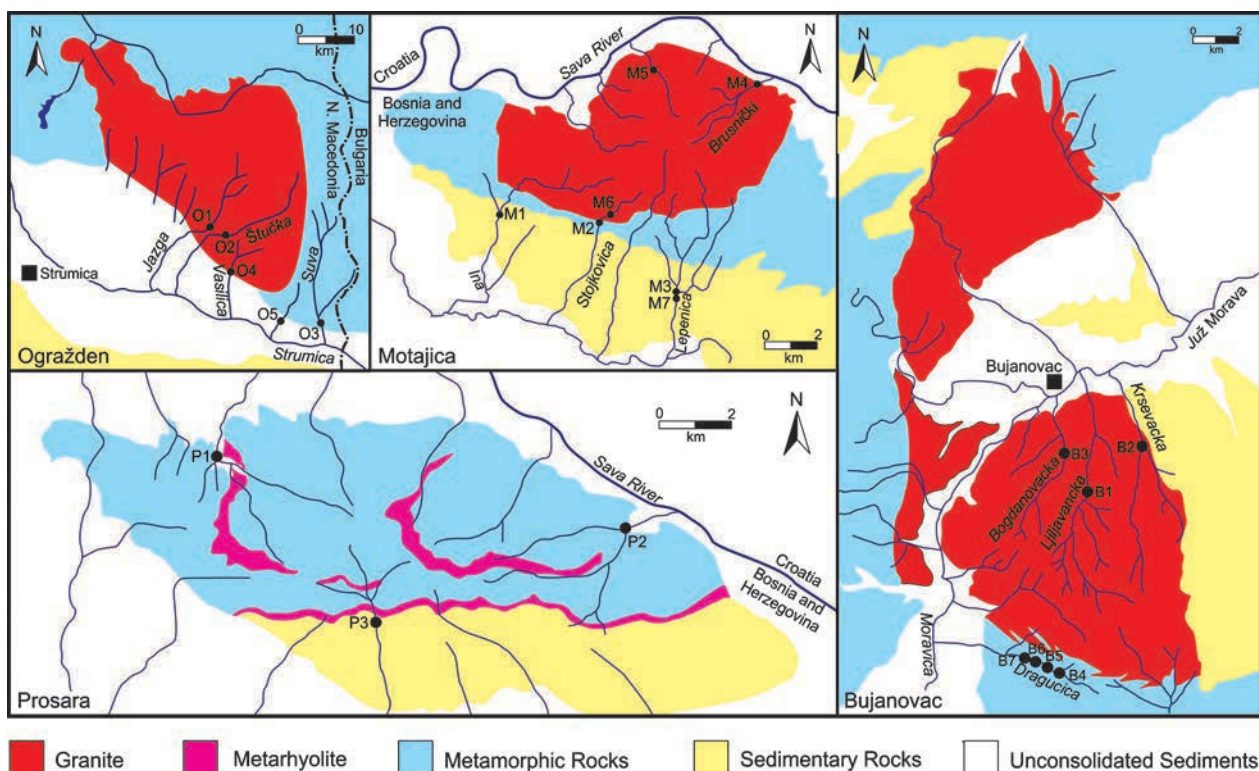 N
0 10
km
N. Macedonia
Bulgaria
O1
O2
Štučka
Jazga
Vasilica
O4
Suva
O5
O3
Strumica
Strumica
Ogražden
N
Croatia
Bosnia and
Herzegovina
Sava River
M5
M4
Brusnički
M1
M6
M2
Ina
Stojkovica
M3
M7
Lepenica
0 2
km
Motajica
N
0 2
km
P1
Sava River
P2
P3
Croatia
Bosnia and
Herzegovina
Prosara
N
0 2
km
Juž Morava
Bujanovac
Krsevacka
B3
B2
Bogdanovacka
Ljiljavancka
B1
Moravica
B7
B6
B5
B4
Dragucica
Bujanovac
Granite
Metarhyolite
Metamorphic Rocks
Sedimentary Rocks
Unconsolidated Sediments